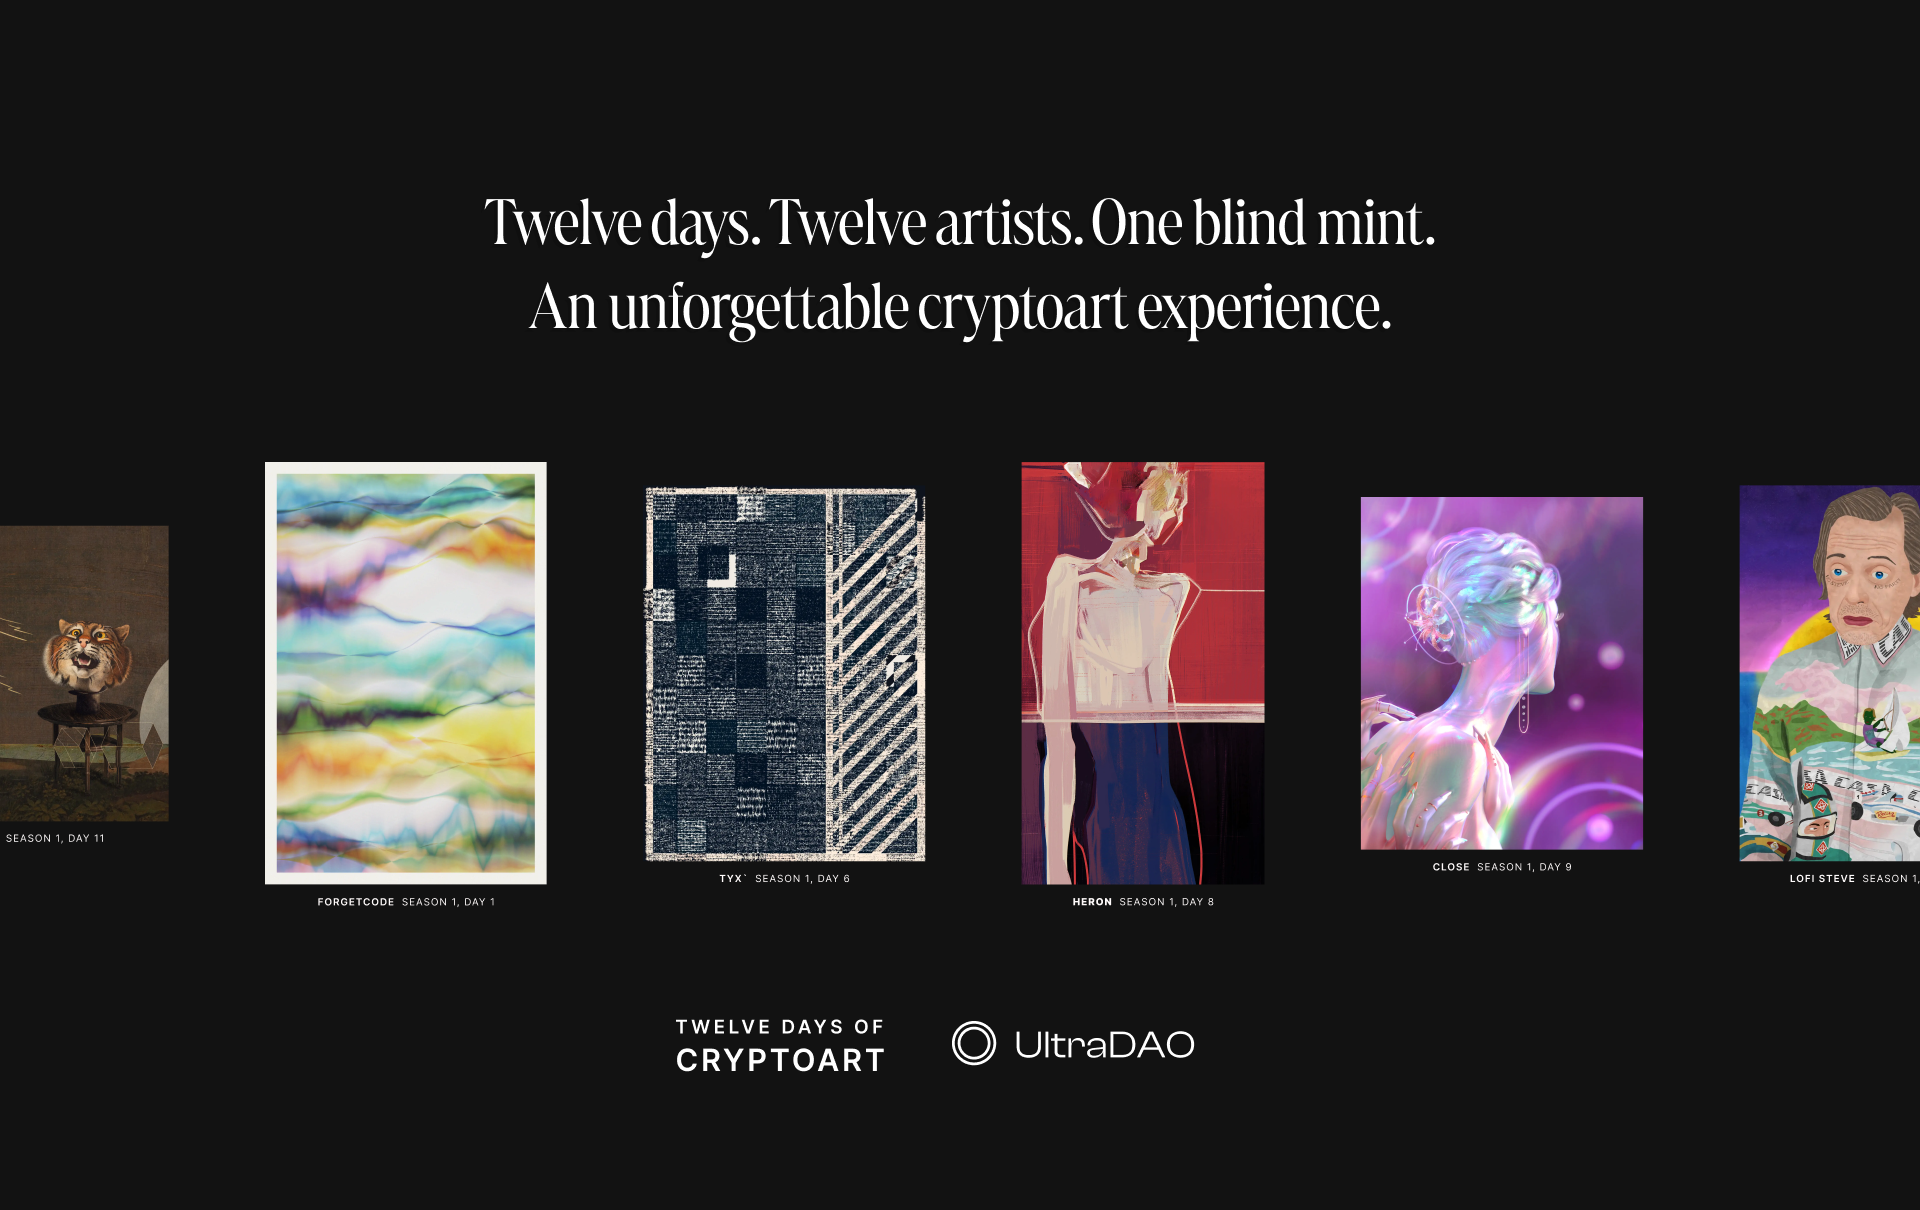 Twelve days. Twelve artists. One blind mint.
An unforgettable cryptoart experience.
SEASON 1, DAY 11
FORGETCODE SEASON 1, DAY 1
TYX` SEASON 1, DAY 6
HERON SEASON 1, DAY 8
CLOSE SEASON 1, DAY 9
LOFI STEVE SEASON 1,
TWELVE DAYS OF
CRYPTOART
UltraDAO